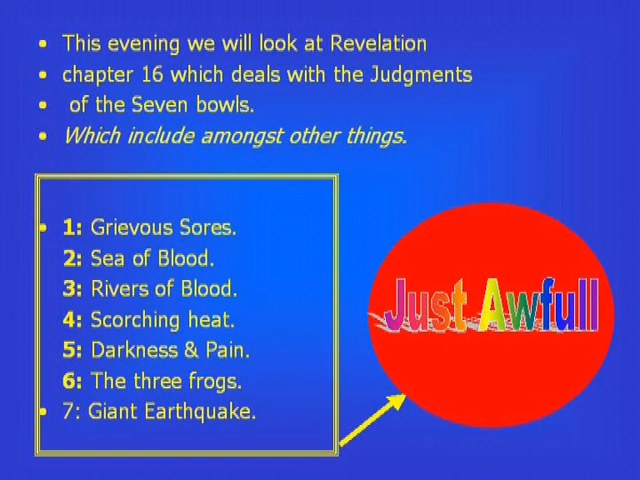 • This evening we will look at Revelation
• chapter 16 which deals with the Judgments
• of the Seven bowls.
• Which include amongst other things.
• 1: Grievous Sores.
2: Sea of Blood.
3: Rivers of Blood.
4: Scorching heat.
5: Darkness & Pain.
6: The three frogs.
• 7: Giant Earthquake.
Just Awfull